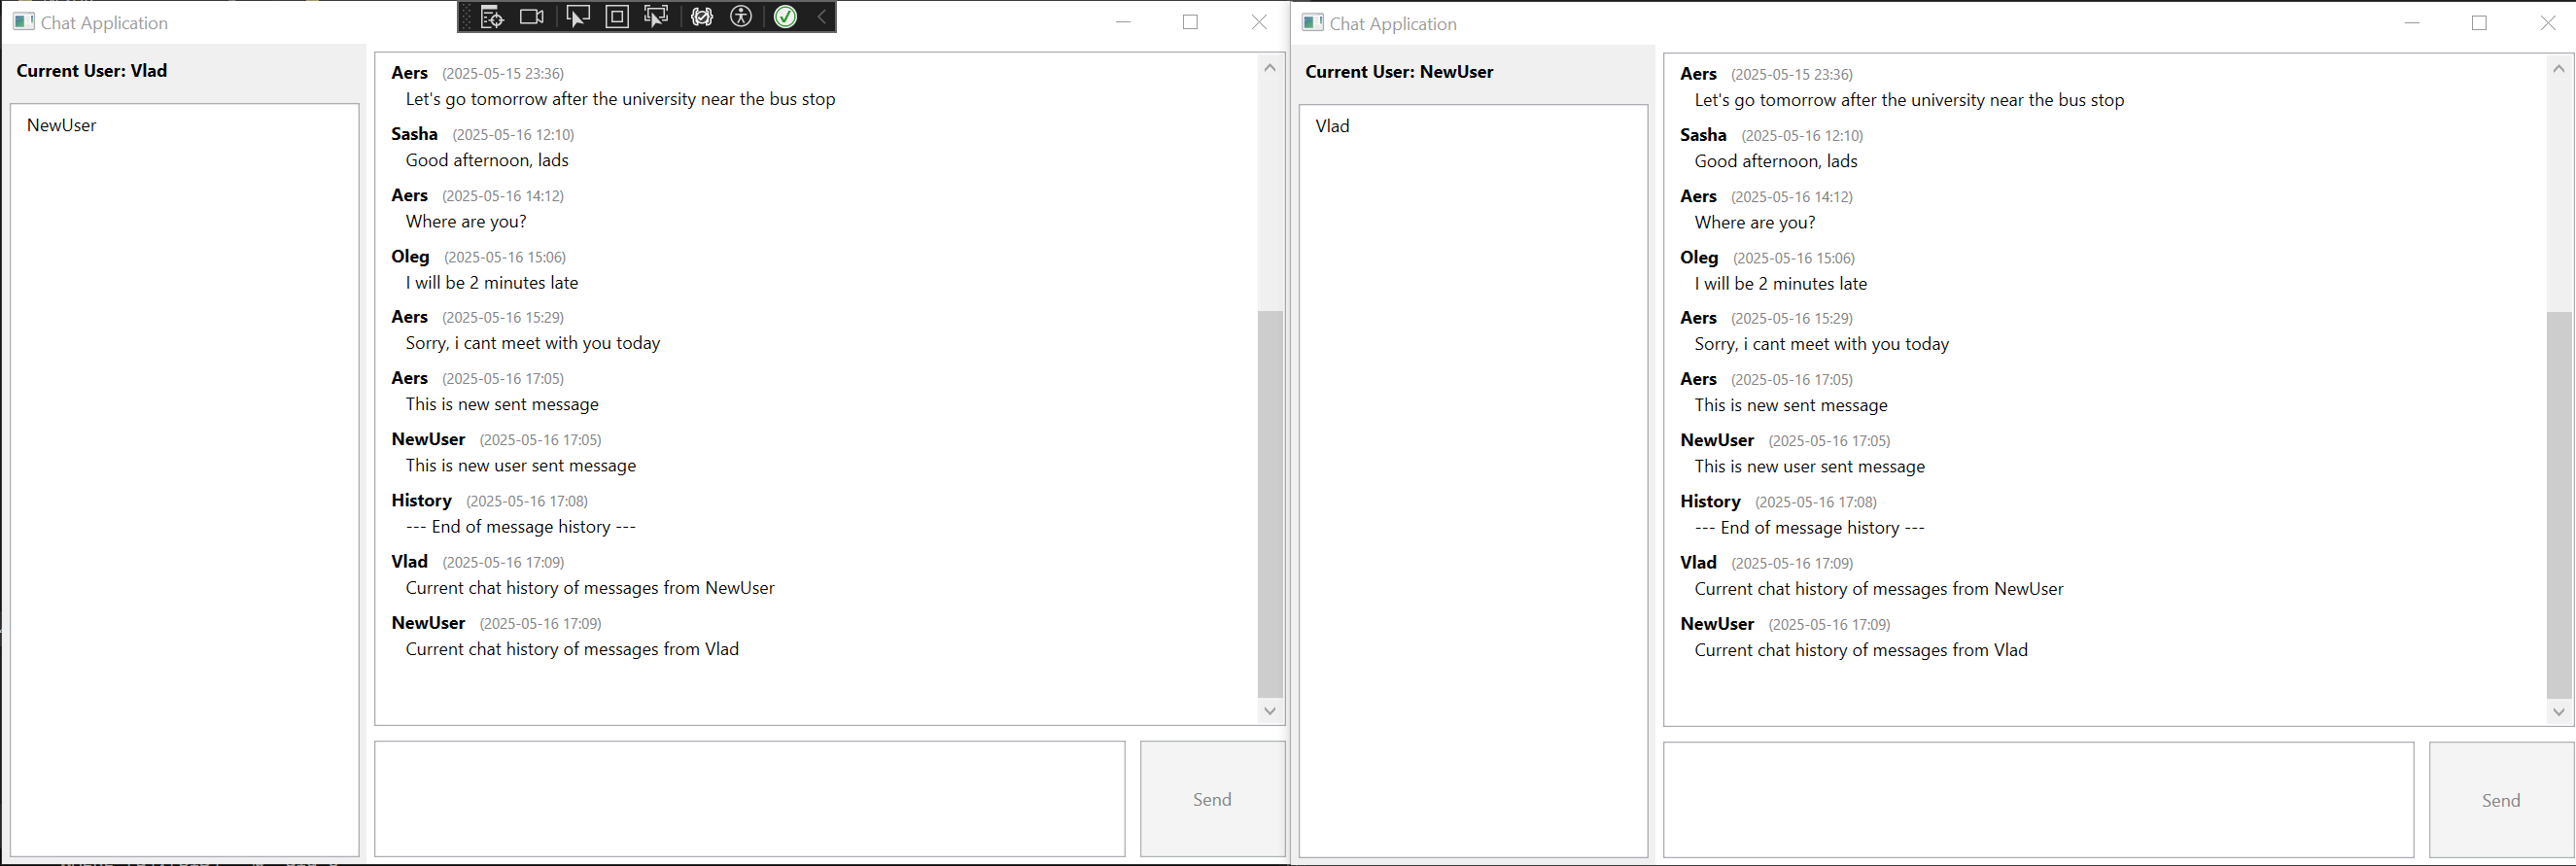 Chat Application
Current User: Vlad
NewUser
Aers (2025-05-15 23:36)
Let's go tomorrow after the university near the bus stop
Sasha (2025-05-16 12:10)
Good afternoon, lads
Aers (2025-05-16 14:12)
Where are you?
Oleg (2025-05-16 15:06)
I will be 2 minutes late
Aers (2025-05-16 15:29)
Sorry, i cant meet with you today
Aers (2025-05-16 17:05)
This is new sent message
NewUser (2025-05-16 17:05)
This is new user sent message
History (2025-05-16 17:08)
--- End of message history ---
Vlad (2025-05-16 17:09)
Current chat history of messages from NewUser
NewUser (2025-05-16 17:09)
Current chat history of messages from Vlad
Send
Chat Application
Current User: NewUser
Vlad
Aers (2025-05-15 23:36)
Let's go tomorrow after the university near the bus stop
Sasha (2025-05-16 12:10)
Good afternoon, lads
Aers (2025-05-16 14:12)
Where are you?
Oleg (2025-05-16 15:06)
I will be 2 minutes late
Aers (2025-05-16 15:29)
Sorry, i cant meet with you today
Aers (2025-05-16 17:05)
This is new sent message
NewUser (2025-05-16 17:05)
This is new user sent message
History (2025-05-16 17:08)
--- End of message history ---
Vlad (2025-05-16 17:09)
Current chat history of messages from NewUser
NewUser (2025-05-16 17:09)
Current chat history of messages from Vlad
Send